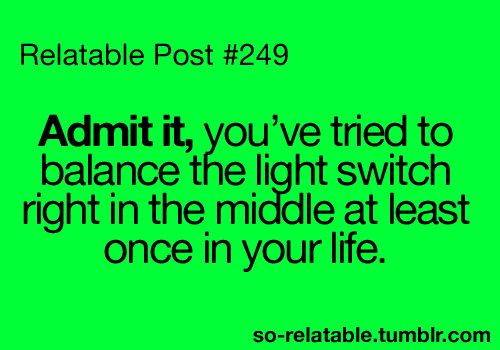 Relatable Post #249
Admit it, you’ve tried to
balance the light switch
right in the middle at least
once in your life.
so-relatable.tumblr.com